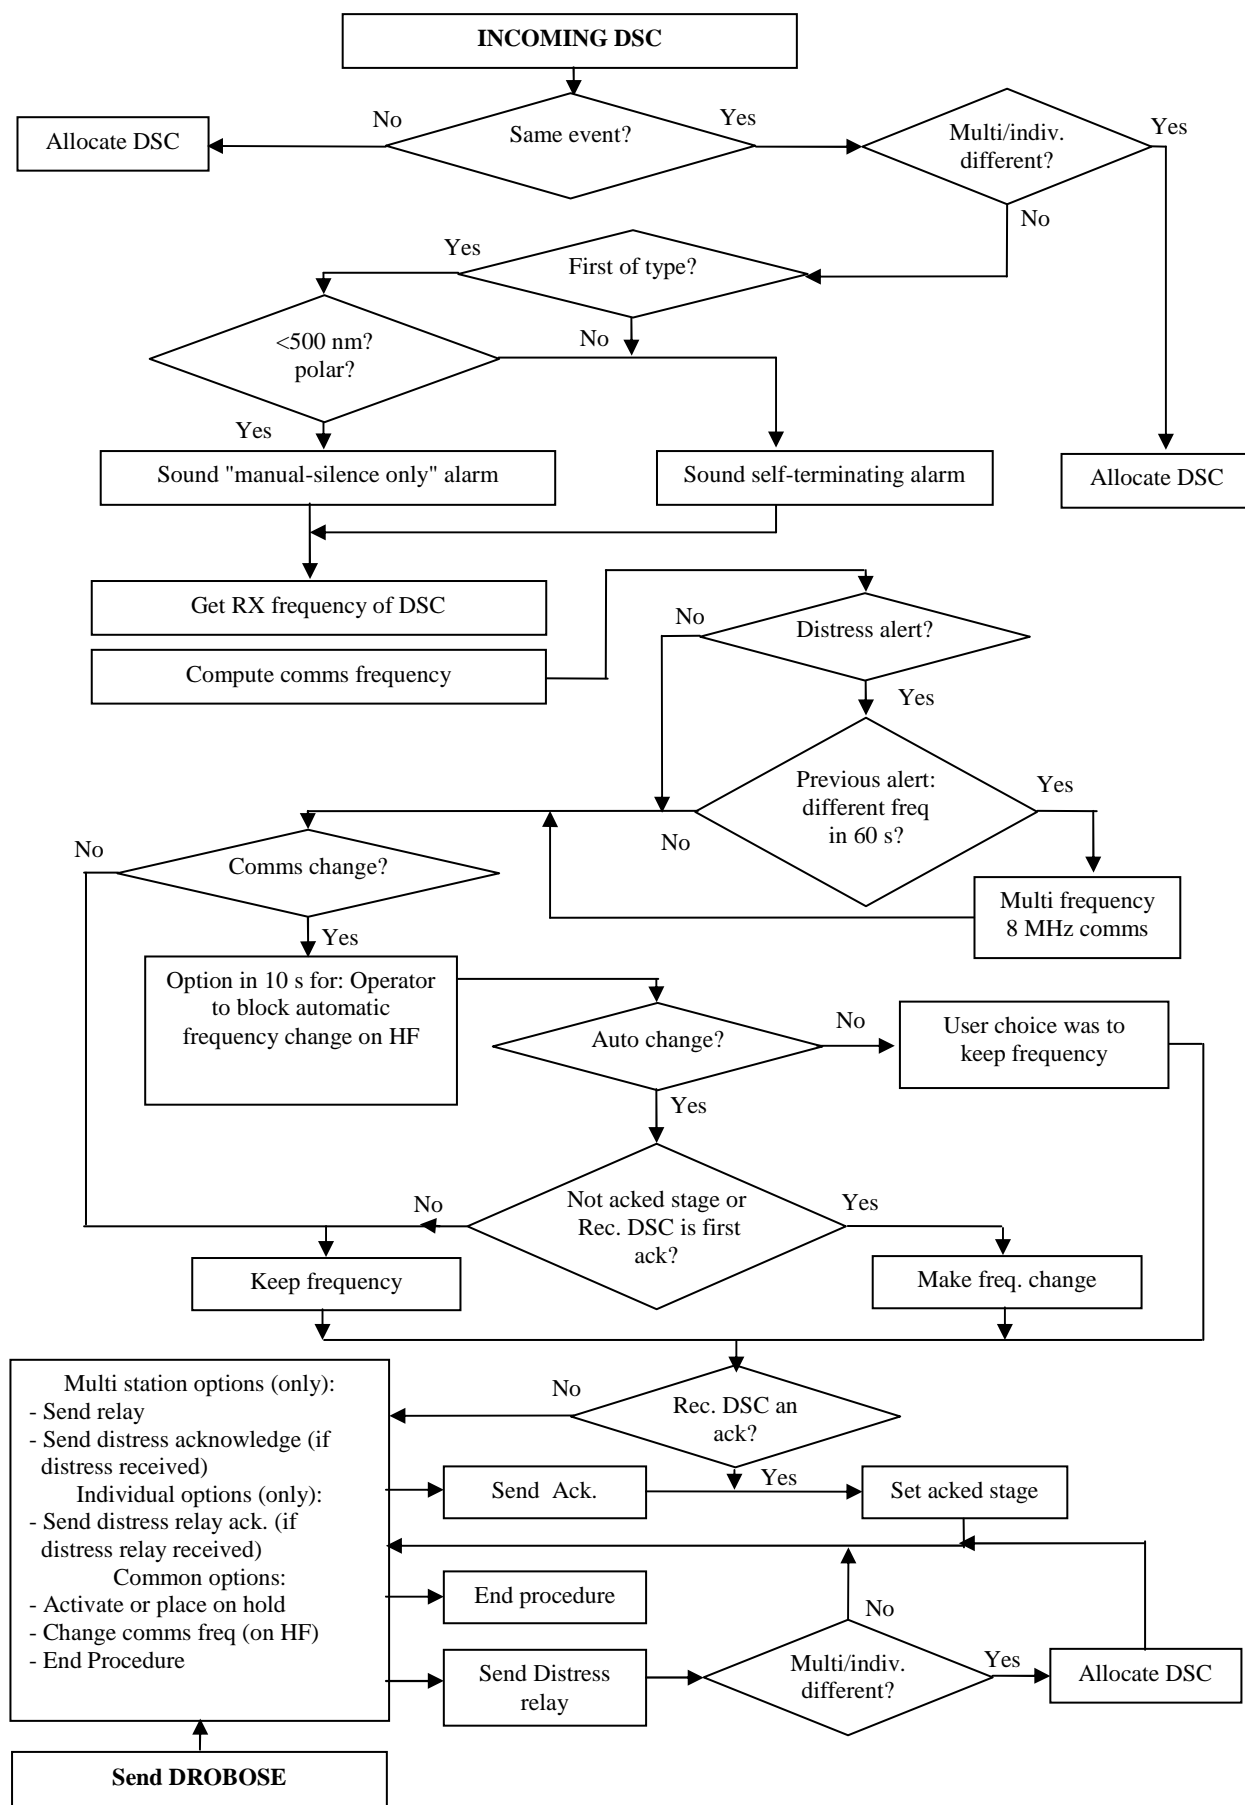 INCOMING DSC
No
Yes
Allocate DSC
Same event?
Multi/indiv.
different?
Yes
No
Yes
First of type?
No
<500 nm?
polar?
Yes
Sound "manual-silence only" alarm
Sound self-terminating alarm
Allocate DSC
Get RX frequency of DSC
No
Distress alert?
Compute comms frequency
Yes
Previous alert:
different freq
in 60 s?
Yes
No
No
Comms change?
Multi frequency
8 MHz comms
Yes
Option in 10 s for: Operator
to block automatic
frequency change on HF
Auto change?
No
User choice was to
keep frequency
Yes
No
Not acked stage or
Rec. DSC is first
ack?
Yes
Keep frequency
Make freq. change
Multi station options (only):
- Send relay
- Send distress acknowledge (if
distress received)
Individual options (only):
- Send distress relay ack. (if
distress relay received)
Common options:
- Activate or place on hold
- Change comms freq (on HF)
- End Procedure
No
Rec. DSC an
ack?
Yes
Send Ack.
Set acked stage
End procedure
No
Send Distress
relay
Multi/indiv.
different?
Yes
Allocate DSC
Send DROBOSE